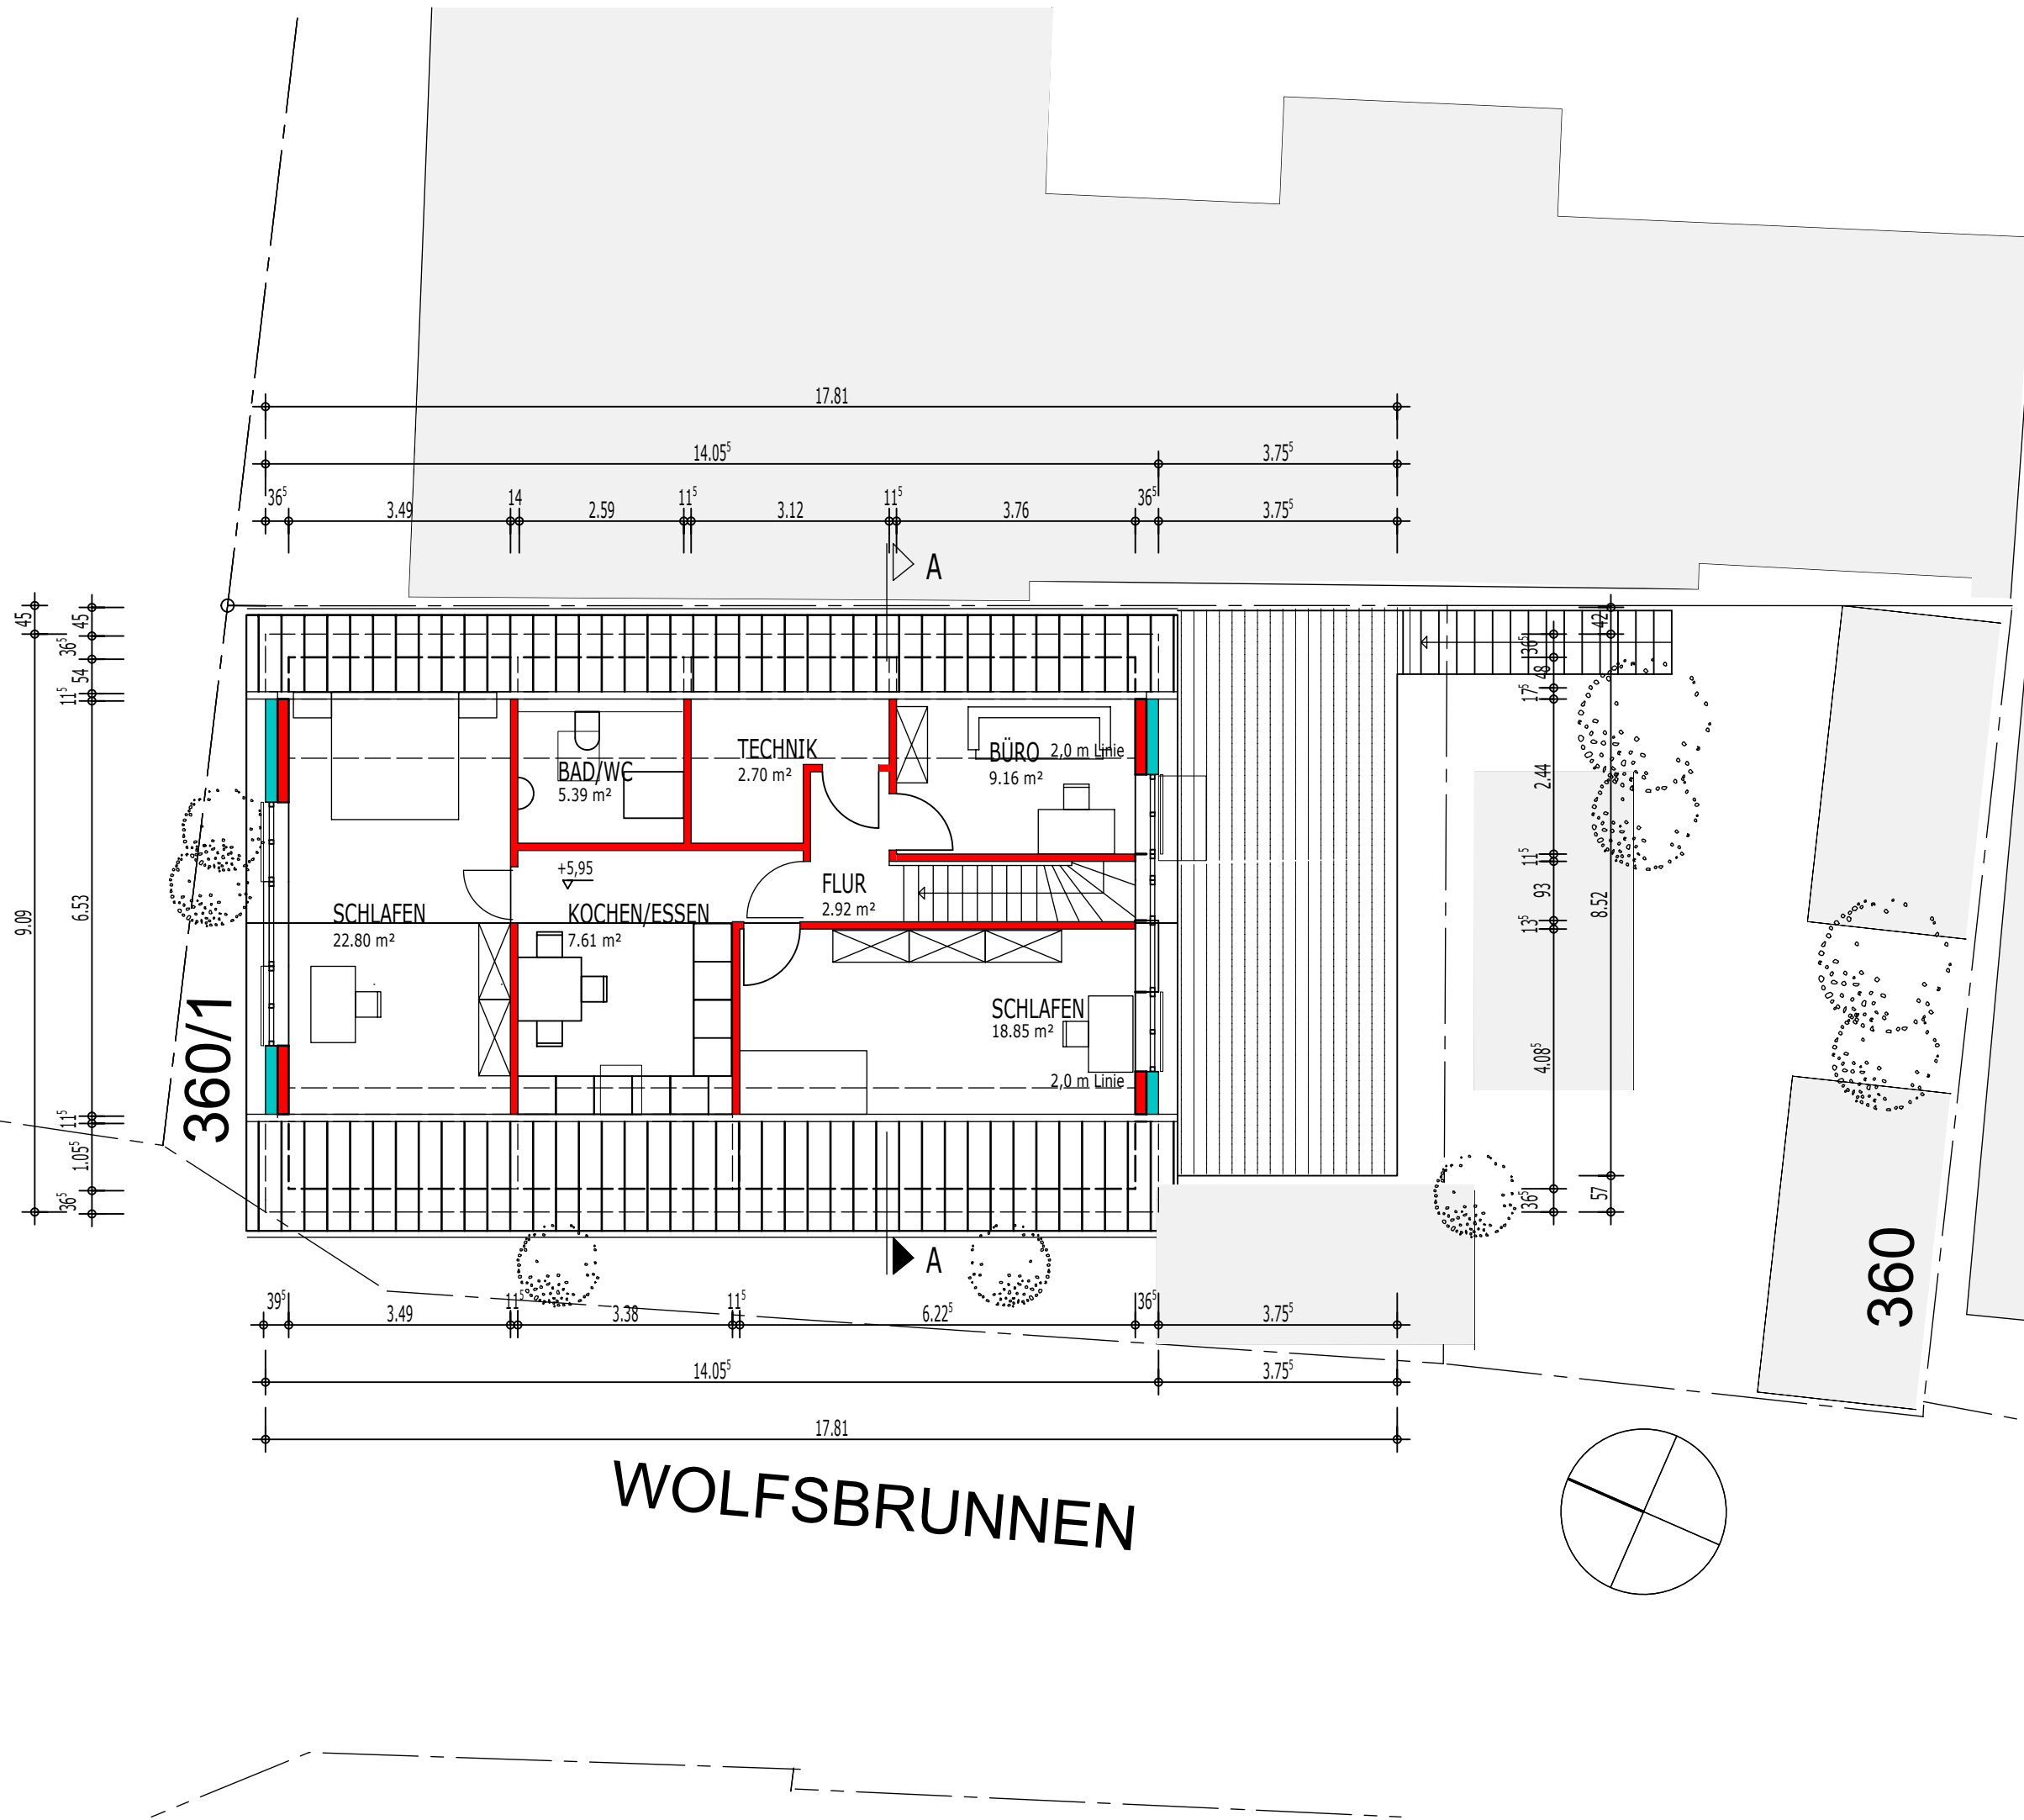 17.81
14.05⁵ 3.75⁵
36⁵ 3.49 14 2.59 11⁵ 3.12 11⁵ 3.76 36⁵ 3.75⁵
A
45
9.09
45
36⁵
54
11⁵
6.53
11⁵
1.05⁵
36⁵
TECHNIK
2.70 m²
BÜRO
9.16 m²
2,0 m Linie
BAD/WC
5.39 m²
+5,95
FLUR
2.92 m²
SCHLAFEN
22.80 m²
KOCHEN/ESSEN
7.61 m²
SCHLAFEN
18.85 m²
2,0 m Linie
36⁵
48
17⁵
2.44
11⁵
93
13⁵
4.08⁵
36⁵
42
8.52
57
360/1
360
A
39⁵ 3.49 11⁵ 3.38 11⁵ 6.22⁵ 36⁵ 3.75⁵
14.05⁵ 3.75⁵
17.81
WOLFSBRUNNEN